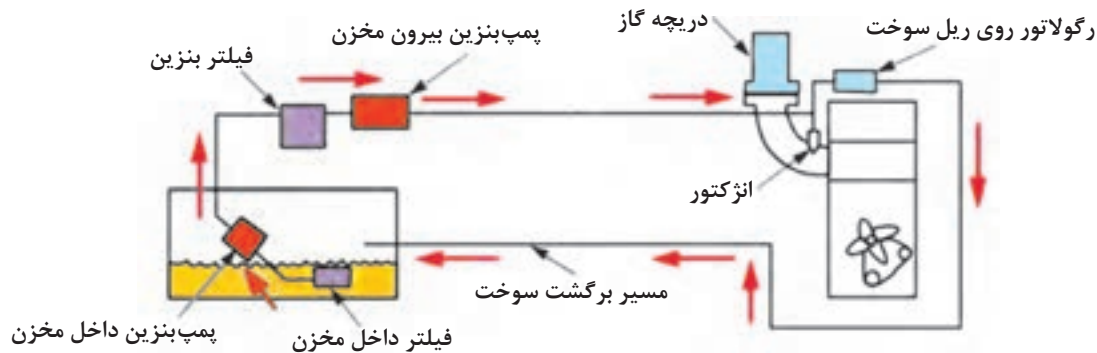 رگولاتور روی ریل سوخت
دریچه گاز
پمپ‌بنزین بیرون مخزن
فیلتر بنزین
انژکتور
مسیر برگشت سوخت
فیلتر داخل مخزن
پمپ‌بنزین داخل مخزن